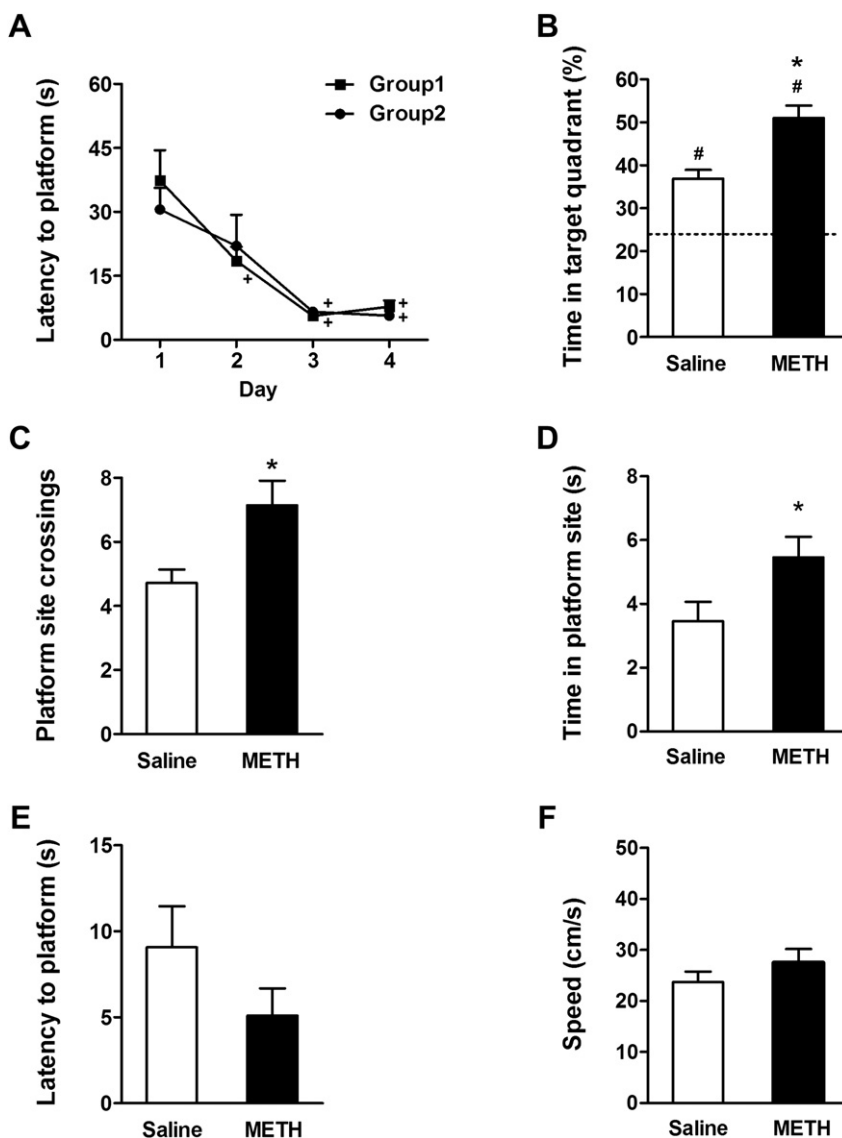 A
Latency to platform (s)
60
45
30
15
0
Group1
Group2
+
+
+
+
+
1
2
3
4
Day
B
Time in target quadrant (%)
60
50
40
30
20
10
0
#
*
#
Saline
METH
C
Platform site crossings
8
6
4
2
0
*
Saline
METH
D
Time in platform site (s)
8
6
4
2
0
*
Saline
METH
E
Latency to platform (s)
15
10
5
0
Saline
METH
F
Speed (cm/s)
50
40
30
20
10
0
Saline
METH